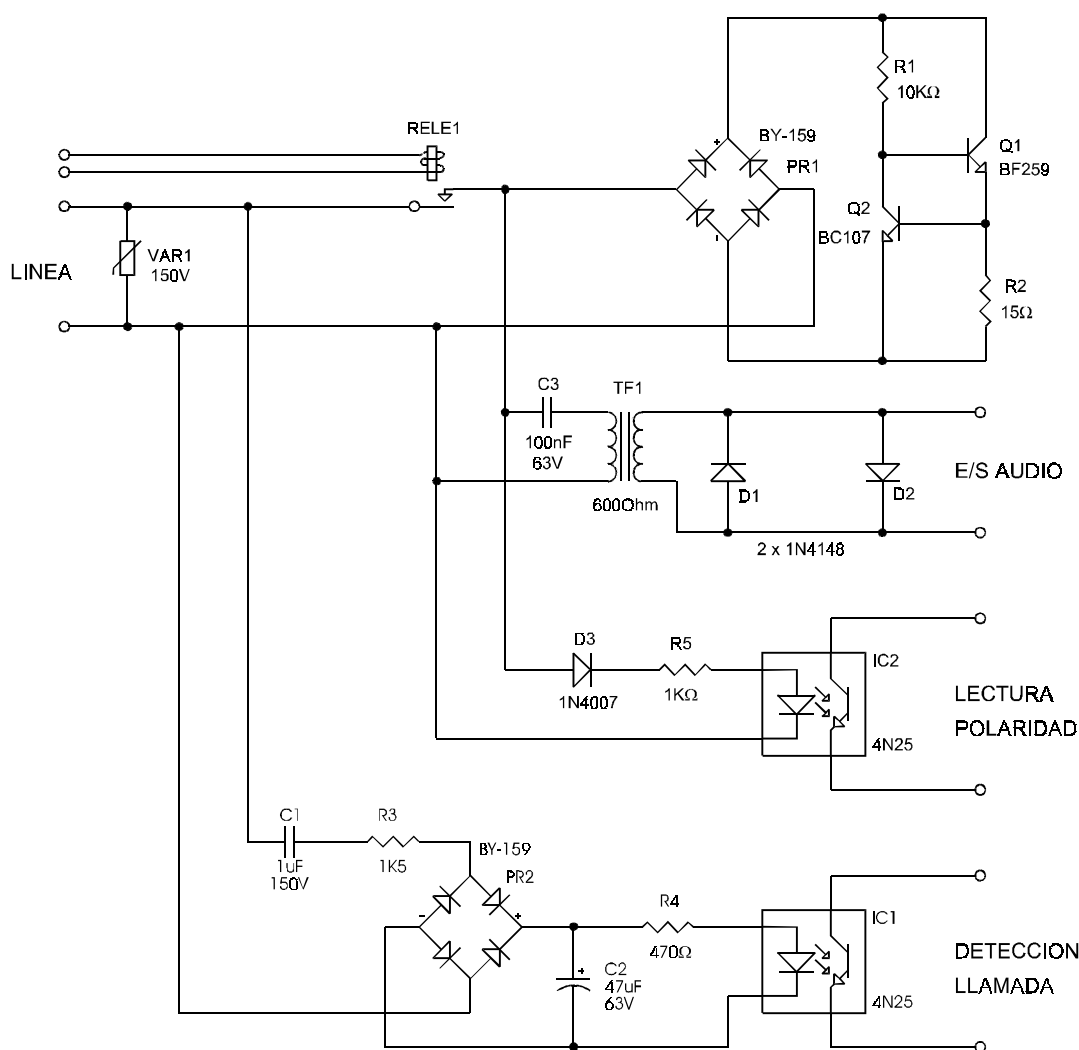 R1
10KΩ
RELE1
BY-159
+
PR1
Q1
BF259
Q2
BC107
-
VAR1
150V
LINEA
R2
15Ω
C3
100nF
63V
TF1
600Ohm
D1
D2
E/S AUDIO
2 x 1N4148
D3
1N4007
R5
1KΩ
IC2
4N25
LECTURA
POLARIDAD
C1
1uF
150V
R3
1K5
BY-159
PR2
-
+
R4
470Ω
+
C2
47uF
63V
IC1
4N25
DETECCION
LLAMADA